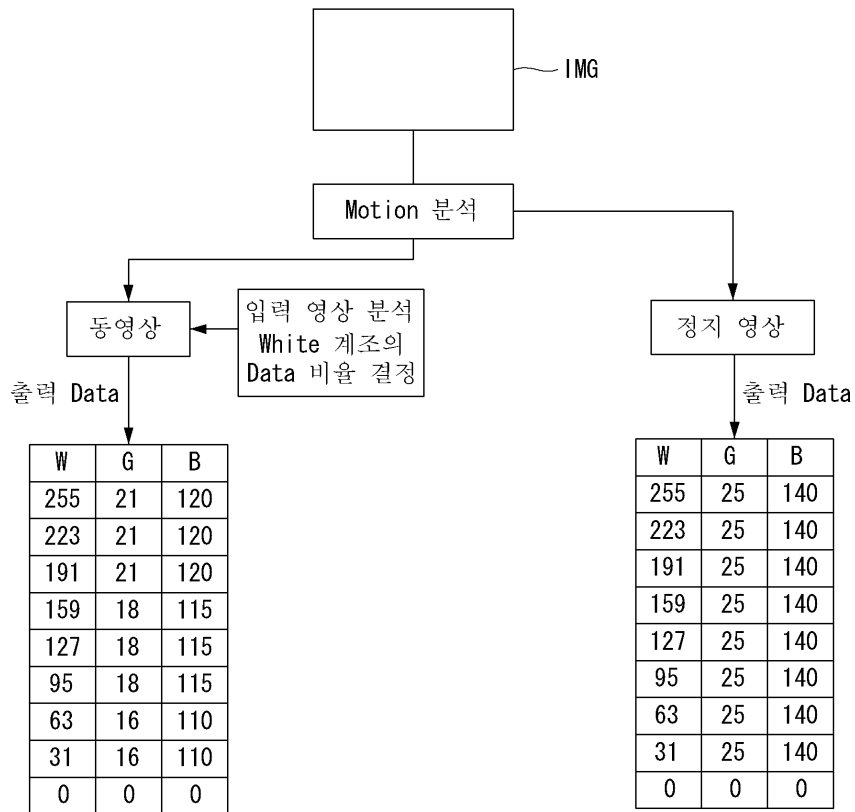 IMG
Motion 분석
동영상
입력 영상 분석
White 계조의
Data 비율 결정
정지 영상
출력 Data
출력 Data
W G B
255 21 120
223 21 120
191 21 120
159 18 115
127 18 115
95 18 115
63 16 110
31 16 110
0 0 0
W G B
255 25 140
223 25 140
191 25 140
159 25 140
127 25 140
95 25 140
63 25 140
31 25 140
0 0 0